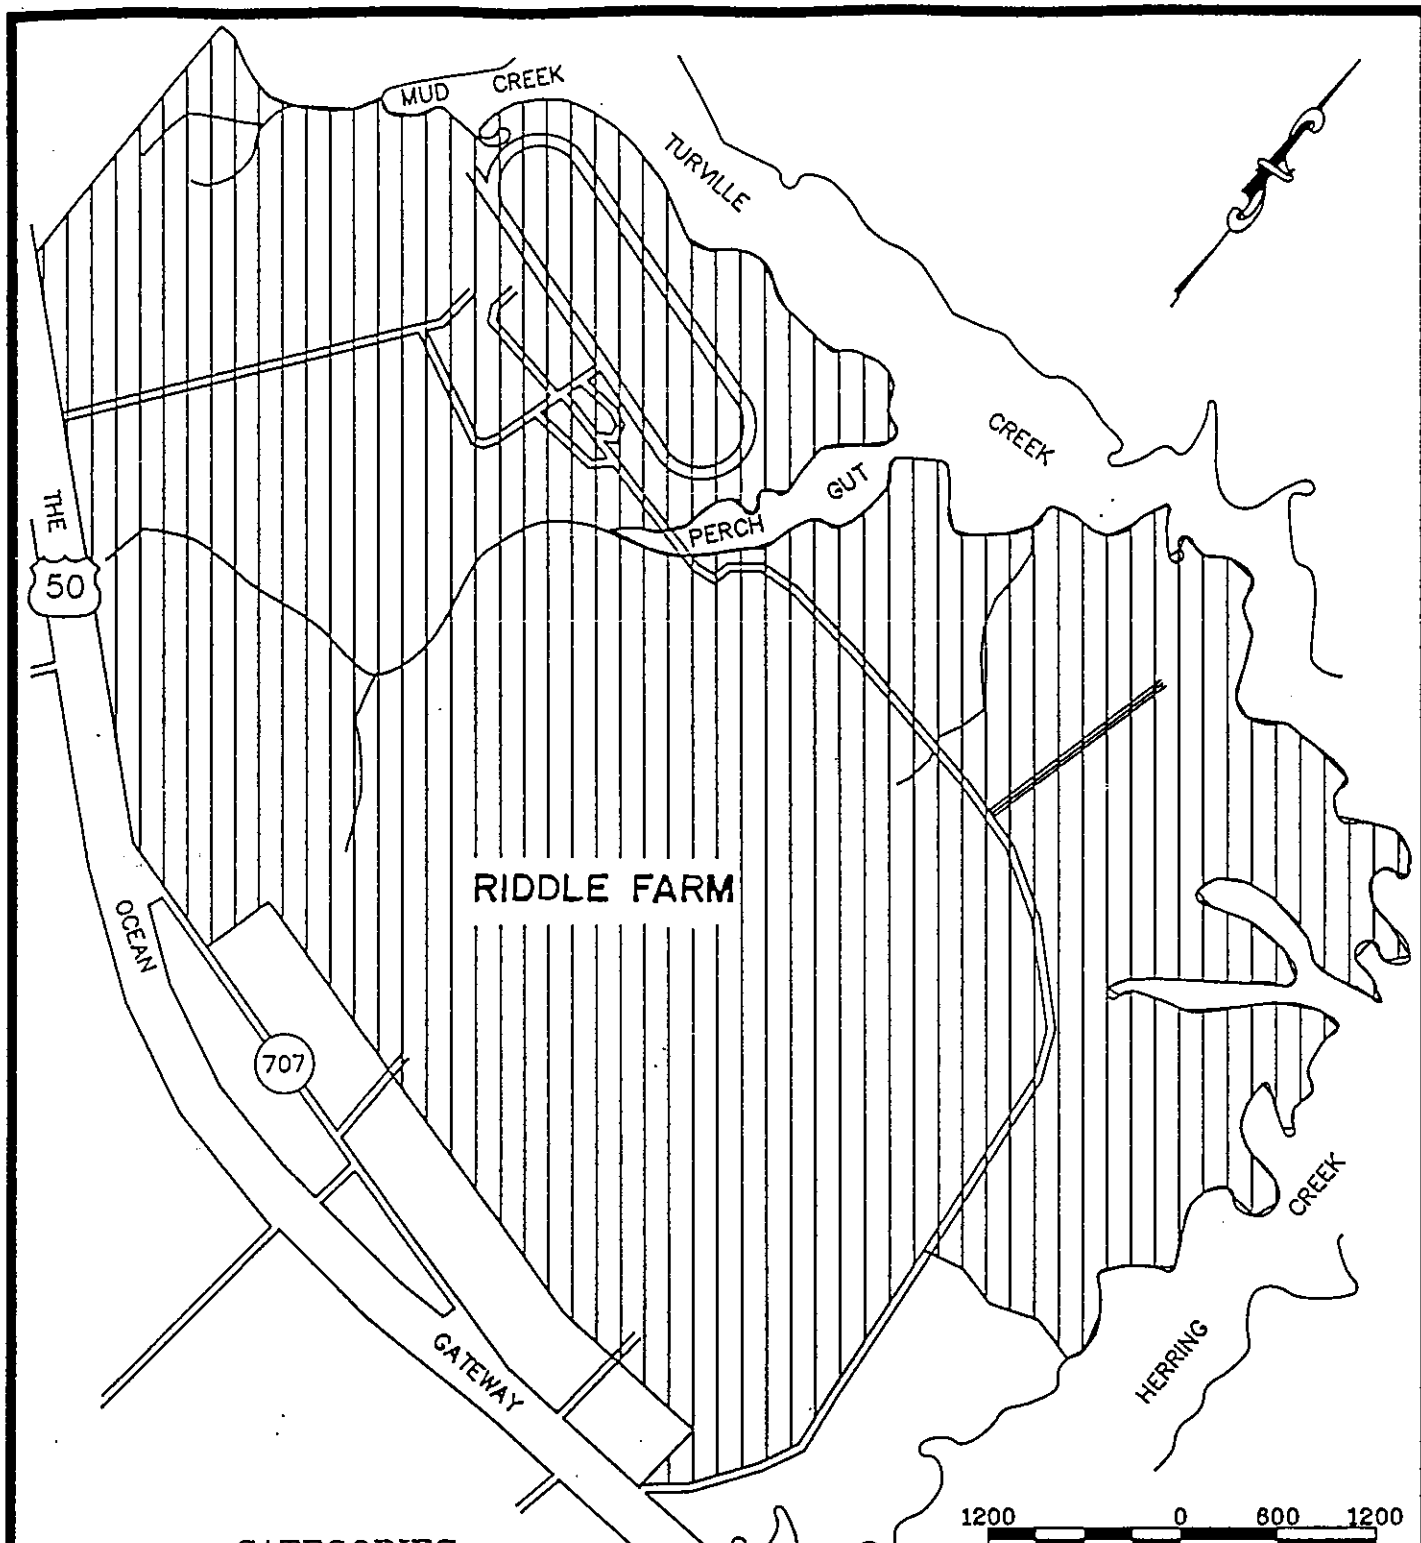 MUD CREEK
TURVILLE
CREEK
THE
50
PERCH GUT
RIDDLE FARM
OCEAN
707
GATEWAY
CREEK
HERRING
1200 0 600 1200